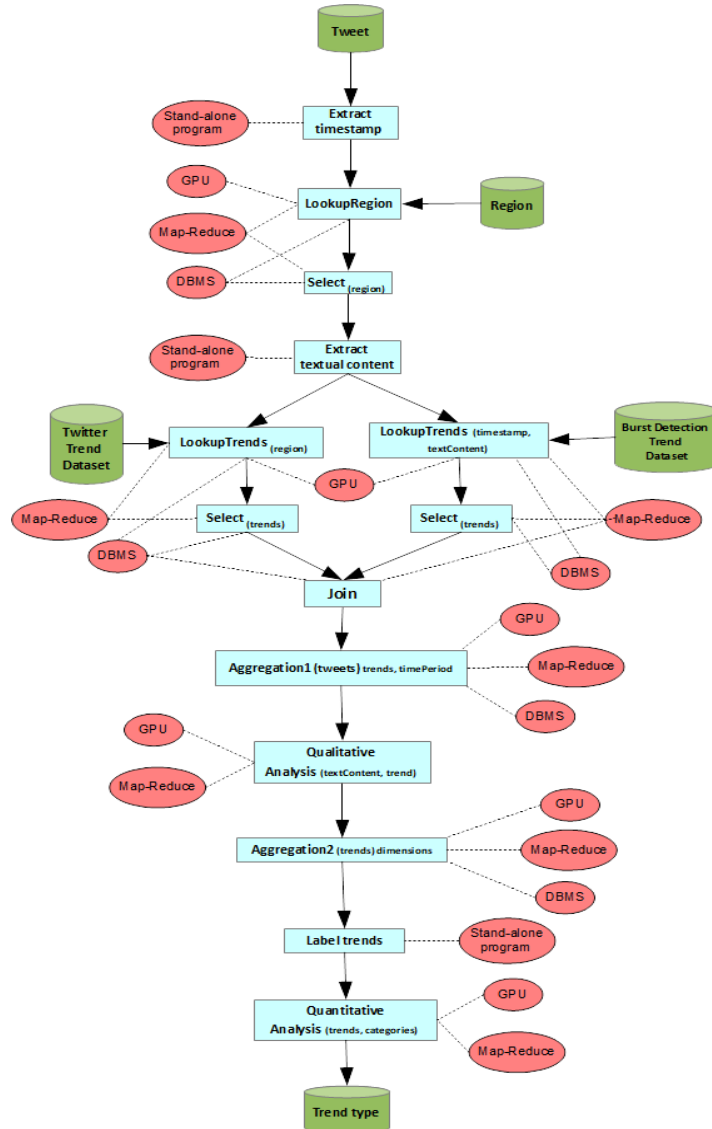 Tweet
Stand-alone
program
Extract
timestamp
GPU
LookupRegion
Region
Map-Reduce
DBMS
Select (region)
Stand-alone
program
Extract
textual content
Twitter
Trend
Dataset
LookupTrends (region)
LookupTrends (timestamp,
textContent)
Burst Detection
Trend
Dataset
GPU
Map-Reduce
Select (trends)
Select (trends)
Map-Reduce
DBMS
DBMS
Join
GPU
Aggregation1 (tweets) trends, timePeriod
Map-Reduce
DBMS
GPU
Qualitative
Analysis (textContent, trend)
Map-Reduce
GPU
Aggregation2 (trends) dimensions
Map-Reduce
DBMS
Label trends
Stand-alone
program
GPU
Quantitative
Analysis (trends, categories)
Map-Reduce
Trend type